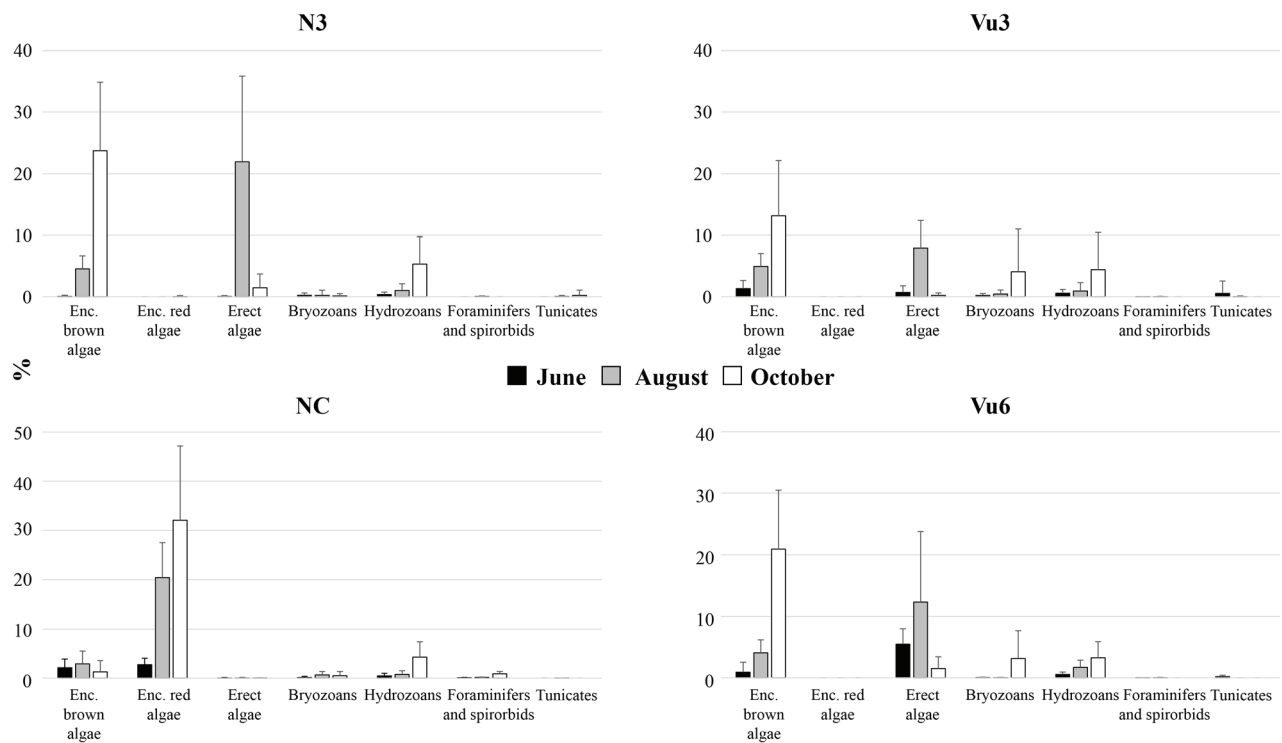 N3
40
30
20
10
0
Enc. brown algae
Enc. red algae
Erect algae
Bryozoans
Hydrozoans
Foraminifers and spirorbids
Tunicates
Vu3
40
30
20
10
0
Enc. brown algae
Enc. red algae
Erect algae
Bryozoans
Hydrozoans
Foraminifers and spirorbids
Tunicates
%
June August October
NC
50
40
30
20
10
0
Enc. brown algae
Enc. red algae
Erect algae
Bryozoans
Hydrozoans
Foraminifers and spirorbids
Tunicates
Vu6
40
30
20
10
0
Enc. brown algae
Enc. red algae
Erect algae
Bryozoans
Hydrozoans
Foraminifers and spirorbids
Tunicates